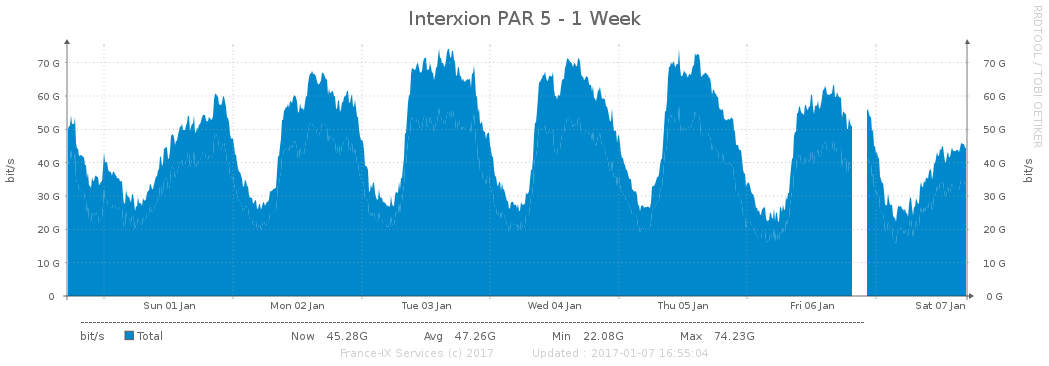 Interxion PAR 5 - 1 Week
RRDTOOL / TOBI OETIKER
bit/s
70 G
60 G
50 G
40 G
30 G
20 G
10 G
0
70 G
60 G
50 G
40 G
30 G
20 G
10 G
0 G
bit/s
Sun 01 Jan Mon 02 Jan Tue 03 Jan Wed 04 Jan Thu 05 Jan Fri 06 Jan Sat 07 Jan
bit/s Total Now 45.28G Avg 47.26G Min 22.08G Max 74.23G
France-IX Services (c) 2017 Updated : 2017-01-07 16:55:04